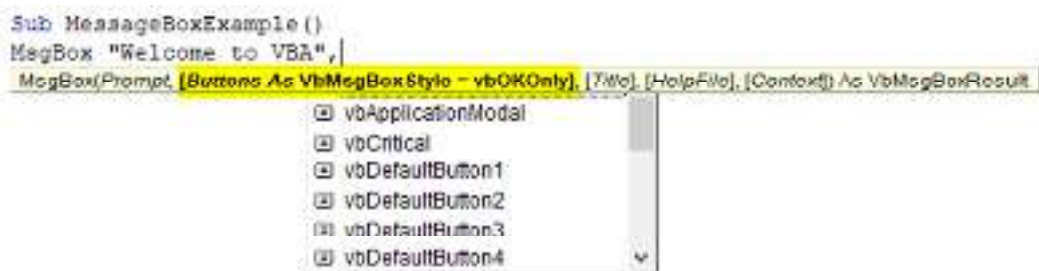 Sub MessageBoxExample()
MsgBox "Welcome to VBA",
MsgBox(Prompt, [Buttons As VbMsgBoxStyle = vbOKOnly], [Title], [HelpFile], [Context]) As VbMsgBoxResult
vbApplicationModal
vbCritical
vbDefaultButton1
vbDefaultButton2
vbDefaultButton3
vbDefaultButton4